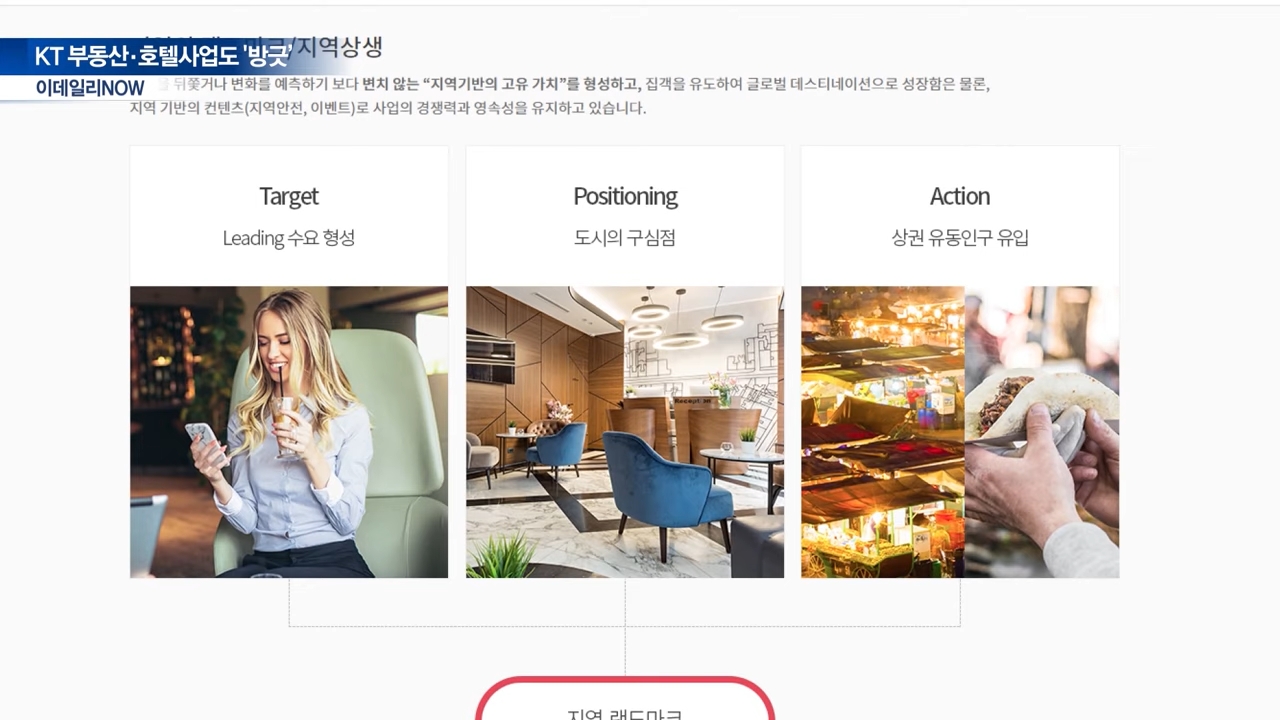 KT 부동산·호텔사업도 '방긋'
/지역상생
이데일리NOW
뒤쫓거나 변화를 예측하기 보다 변치 않는 “지역기반의 고유 가치”를 형성하고, 집객을 유도하여 글로벌 데스티네이션으로 성장함은 물론,
지역 기반의 컨텐츠(지역안전, 이벤트)로 사업의 경쟁력과 영속성을 유지하고 있습니다.
Target
Leading 수요 형성
Positioning
도시의 구심점
Action
상권 유동인구 유입
지역 랜드마크